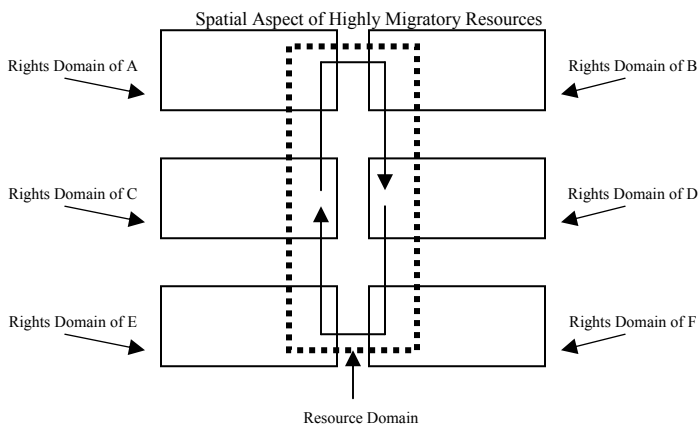 Spatial Aspect of Highly Migratory Resources
Rights Domain of A
Rights Domain of B
Rights Domain of C
Rights Domain of D
Rights Domain of E
Rights Domain of F
Resource Domain